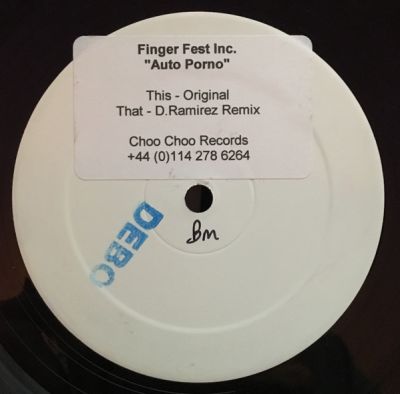 Finger Fest Inc.
"Auto Porno"
This - Original
That - D.Ramirez Remix
Choo Choo Records
+44 (0)114 278 6264
DEBO
Bm